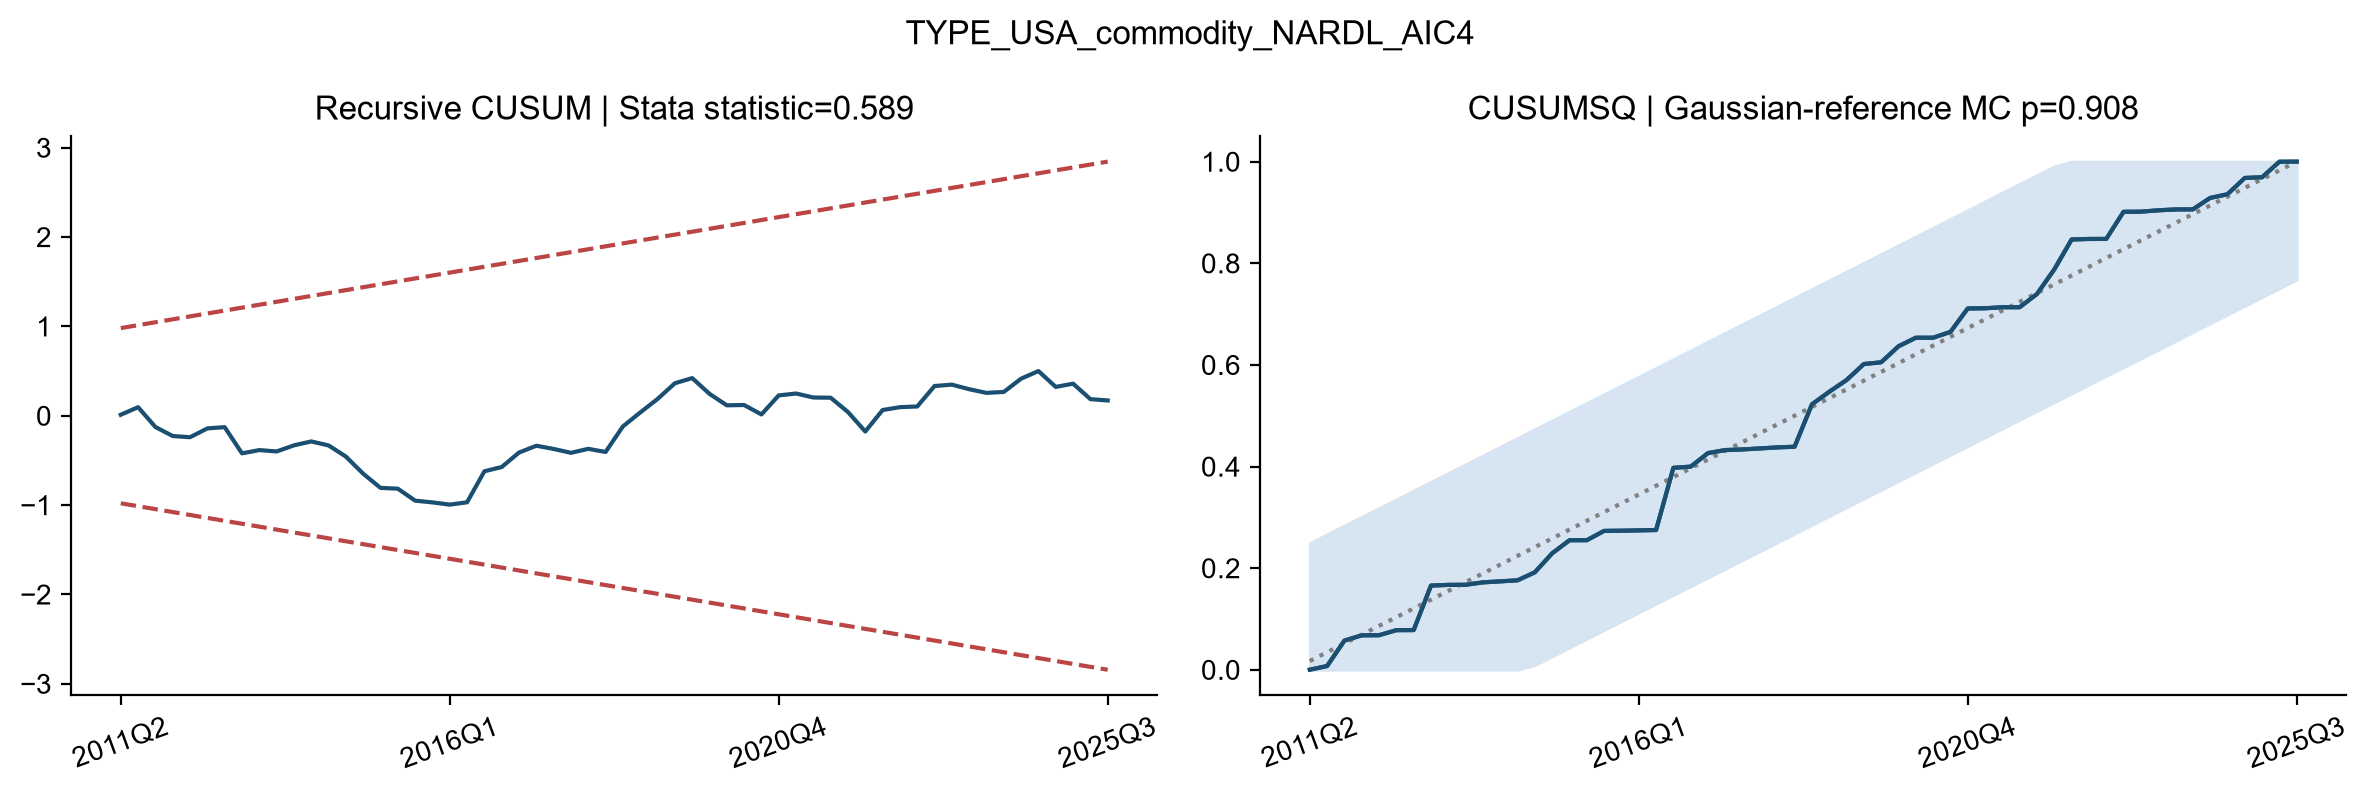 TYPE_USA_commodity_NARDL_AIC4
Recursive CUSUM | Stata statistic=0.589
3
2
1
0
−1
−2
−3
2011Q2
2016Q1
2020Q4
2025Q3
CUSUMSQ | Gaussian-reference MC p=0.908
1.0
0.8
0.6
0.4
0.2
0.0
2011Q2
2016Q1
2020Q4
2025Q3